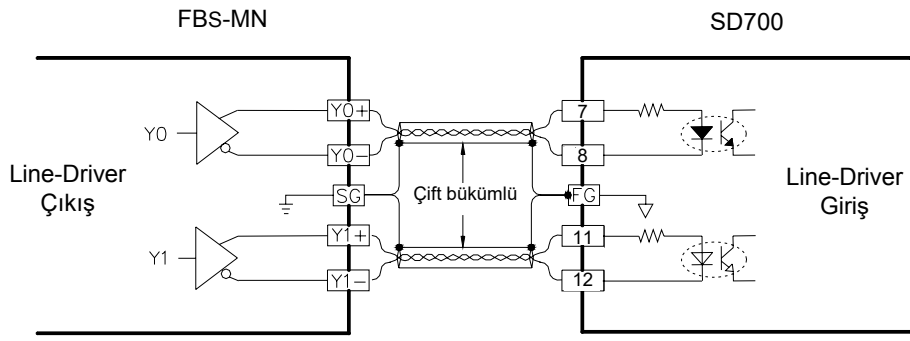 FBS-MN
SD700
Y0+
7
Y0
Y0-
8
Line-Driver
Çıkış
SG
Çift bükümlü
FG
Line-Driver
Giriş
Y1+
11
Y1
Y1-
12